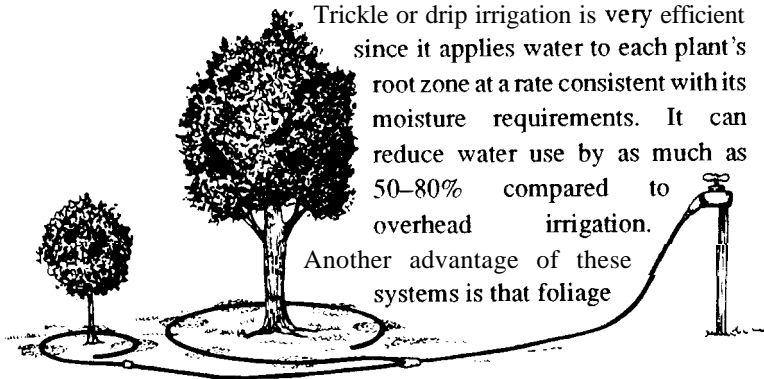 Trickle or drip irrigation is very efficient
since it applies water to each plant's
root zone at a rate consistent with its
moisture requirements. It can
reduce water use by as much as
50–80% compared to
overhead irrigation.
Another advantage of these
systems is that foliage